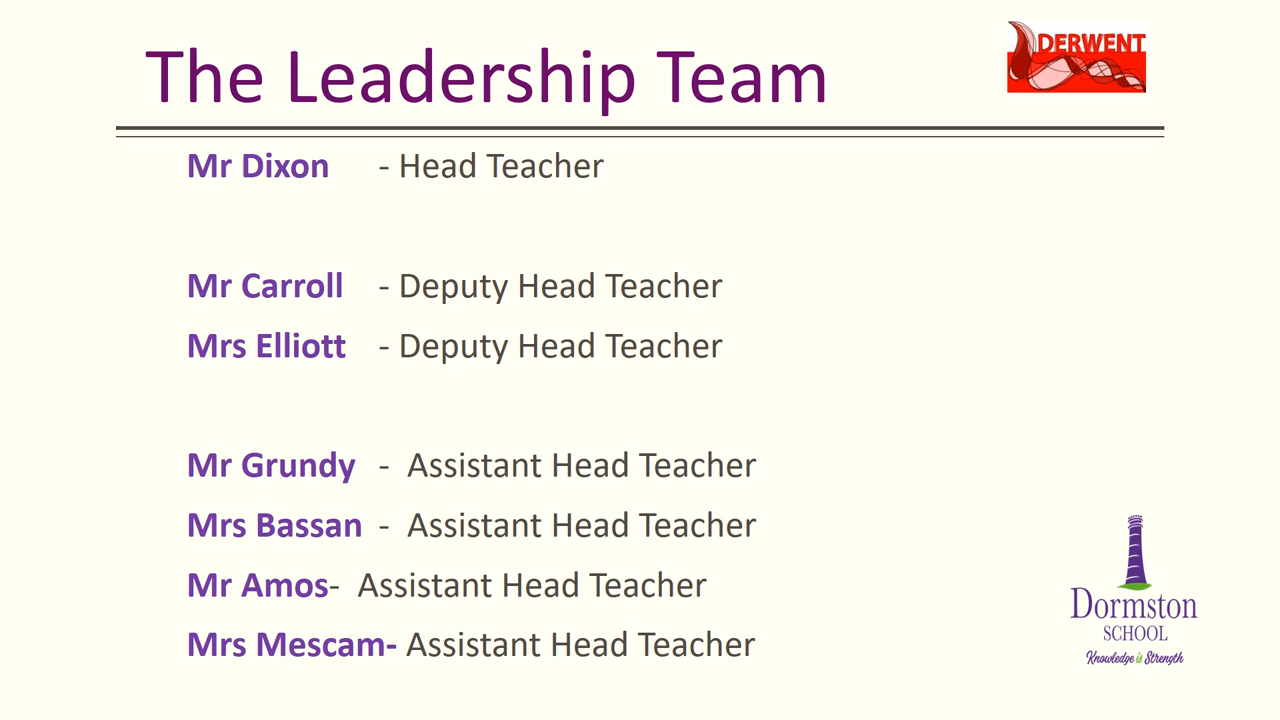 The Leadership Team
DERWENT
Mr Dixon - Head Teacher
Mr Carroll - Deputy Head Teacher
Mrs Elliott - Deputy Head Teacher
Mr Grundy - Assistant Head Teacher
Mrs Bassan - Assistant Head Teacher
Mr Amos- Assistant Head Teacher
Mrs Mescam- Assistant Head Teacher
Dormston
SCHOOL
Knowledge is Strength